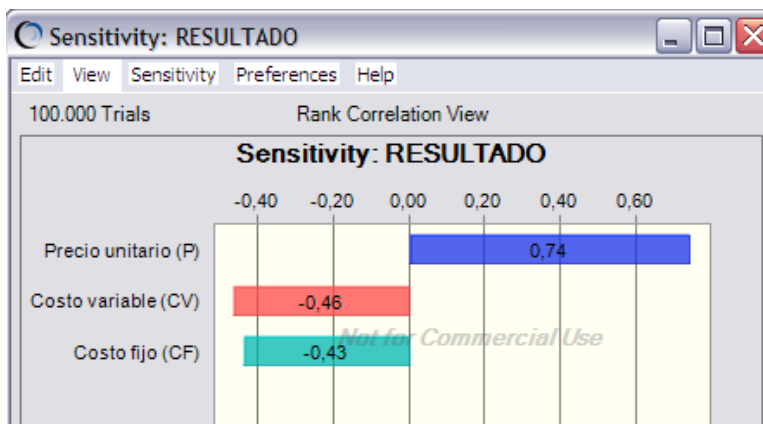 Sensitivity: RESULTADO
Edit View Sensitivity Preferences Help
100.000 Trials Rank Correlation View
Sensitivity: RESULTADO
-0,40 -0,20 0,00 0,20 0,40 0,60
Precio unitario (P) 0,74
Costo variable (CV) -0,46
Not for Commercial Use
Costo fijo (CF) -0,43